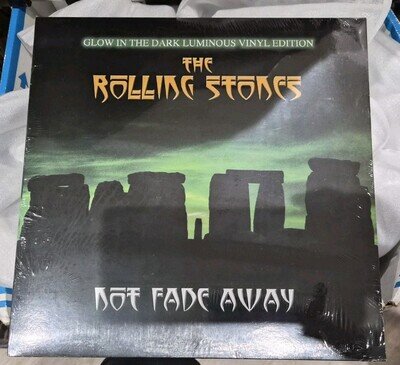 GLOW IN THE DARK LUMINOUS VINYL EDITION
THE
ROLLING STONES
NOT FADE AWAY